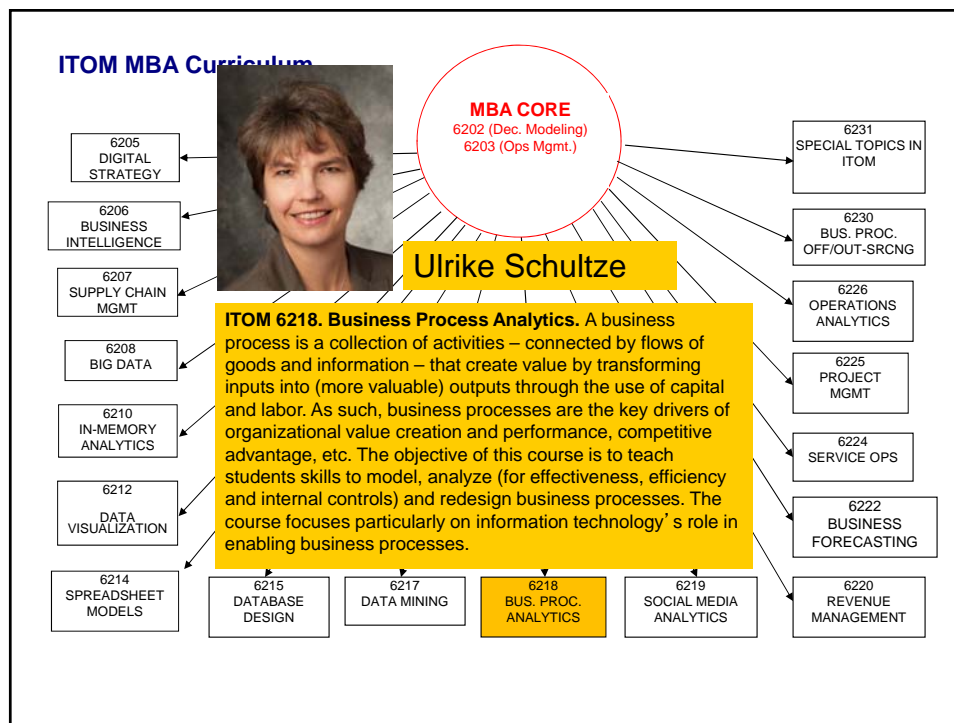 ITOM MBA Curriculum
MBA CORE
6202 (Dec. Modeling)
6203 (Ops Mgmt.)
6205
DIGITAL
STRATEGY
6206
BUSINESS
INTELLIGENCE
6207
SUPPLY CHAIN
MGMT
6208
BIG DATA
6210
IN-MEMORY
ANALYTICS
6212
DATA
VISUALIZATION
6214
SPREADSHEET
MODELS
Ulrike Schultze
ITOM 6218. Business Process Analytics. A business
process is a collection of activities – connected by flows of
goods and information – that create value by transforming
inputs into (more valuable) outputs through the use of capital
and labor. As such, business processes are the key drivers of
organizational value creation and performance, competitive
advantage, etc. The objective of this course is to teach
students skills to model, analyze (for effectiveness, efficiency
and internal controls) and redesign business processes. The
course focuses particularly on information technology's role in
enabling business processes.
6215
DATABASE
DESIGN
6217
DATA MINING
6218
BUS. PROC.
ANALYTICS
6219
SOCIAL MEDIA
ANALYTICS
6231
SPECIAL TOPICS IN
ITOM
6230
BUS. PROC.
OFF/OUT-SRCNG
6226
OPERATIONS
ANALYTICS
6225
PROJECT
MGMT
6224
SERVICE OPS
6222
BUSINESS
FORECASTING
6220
REVENUE
MANAGEMENT